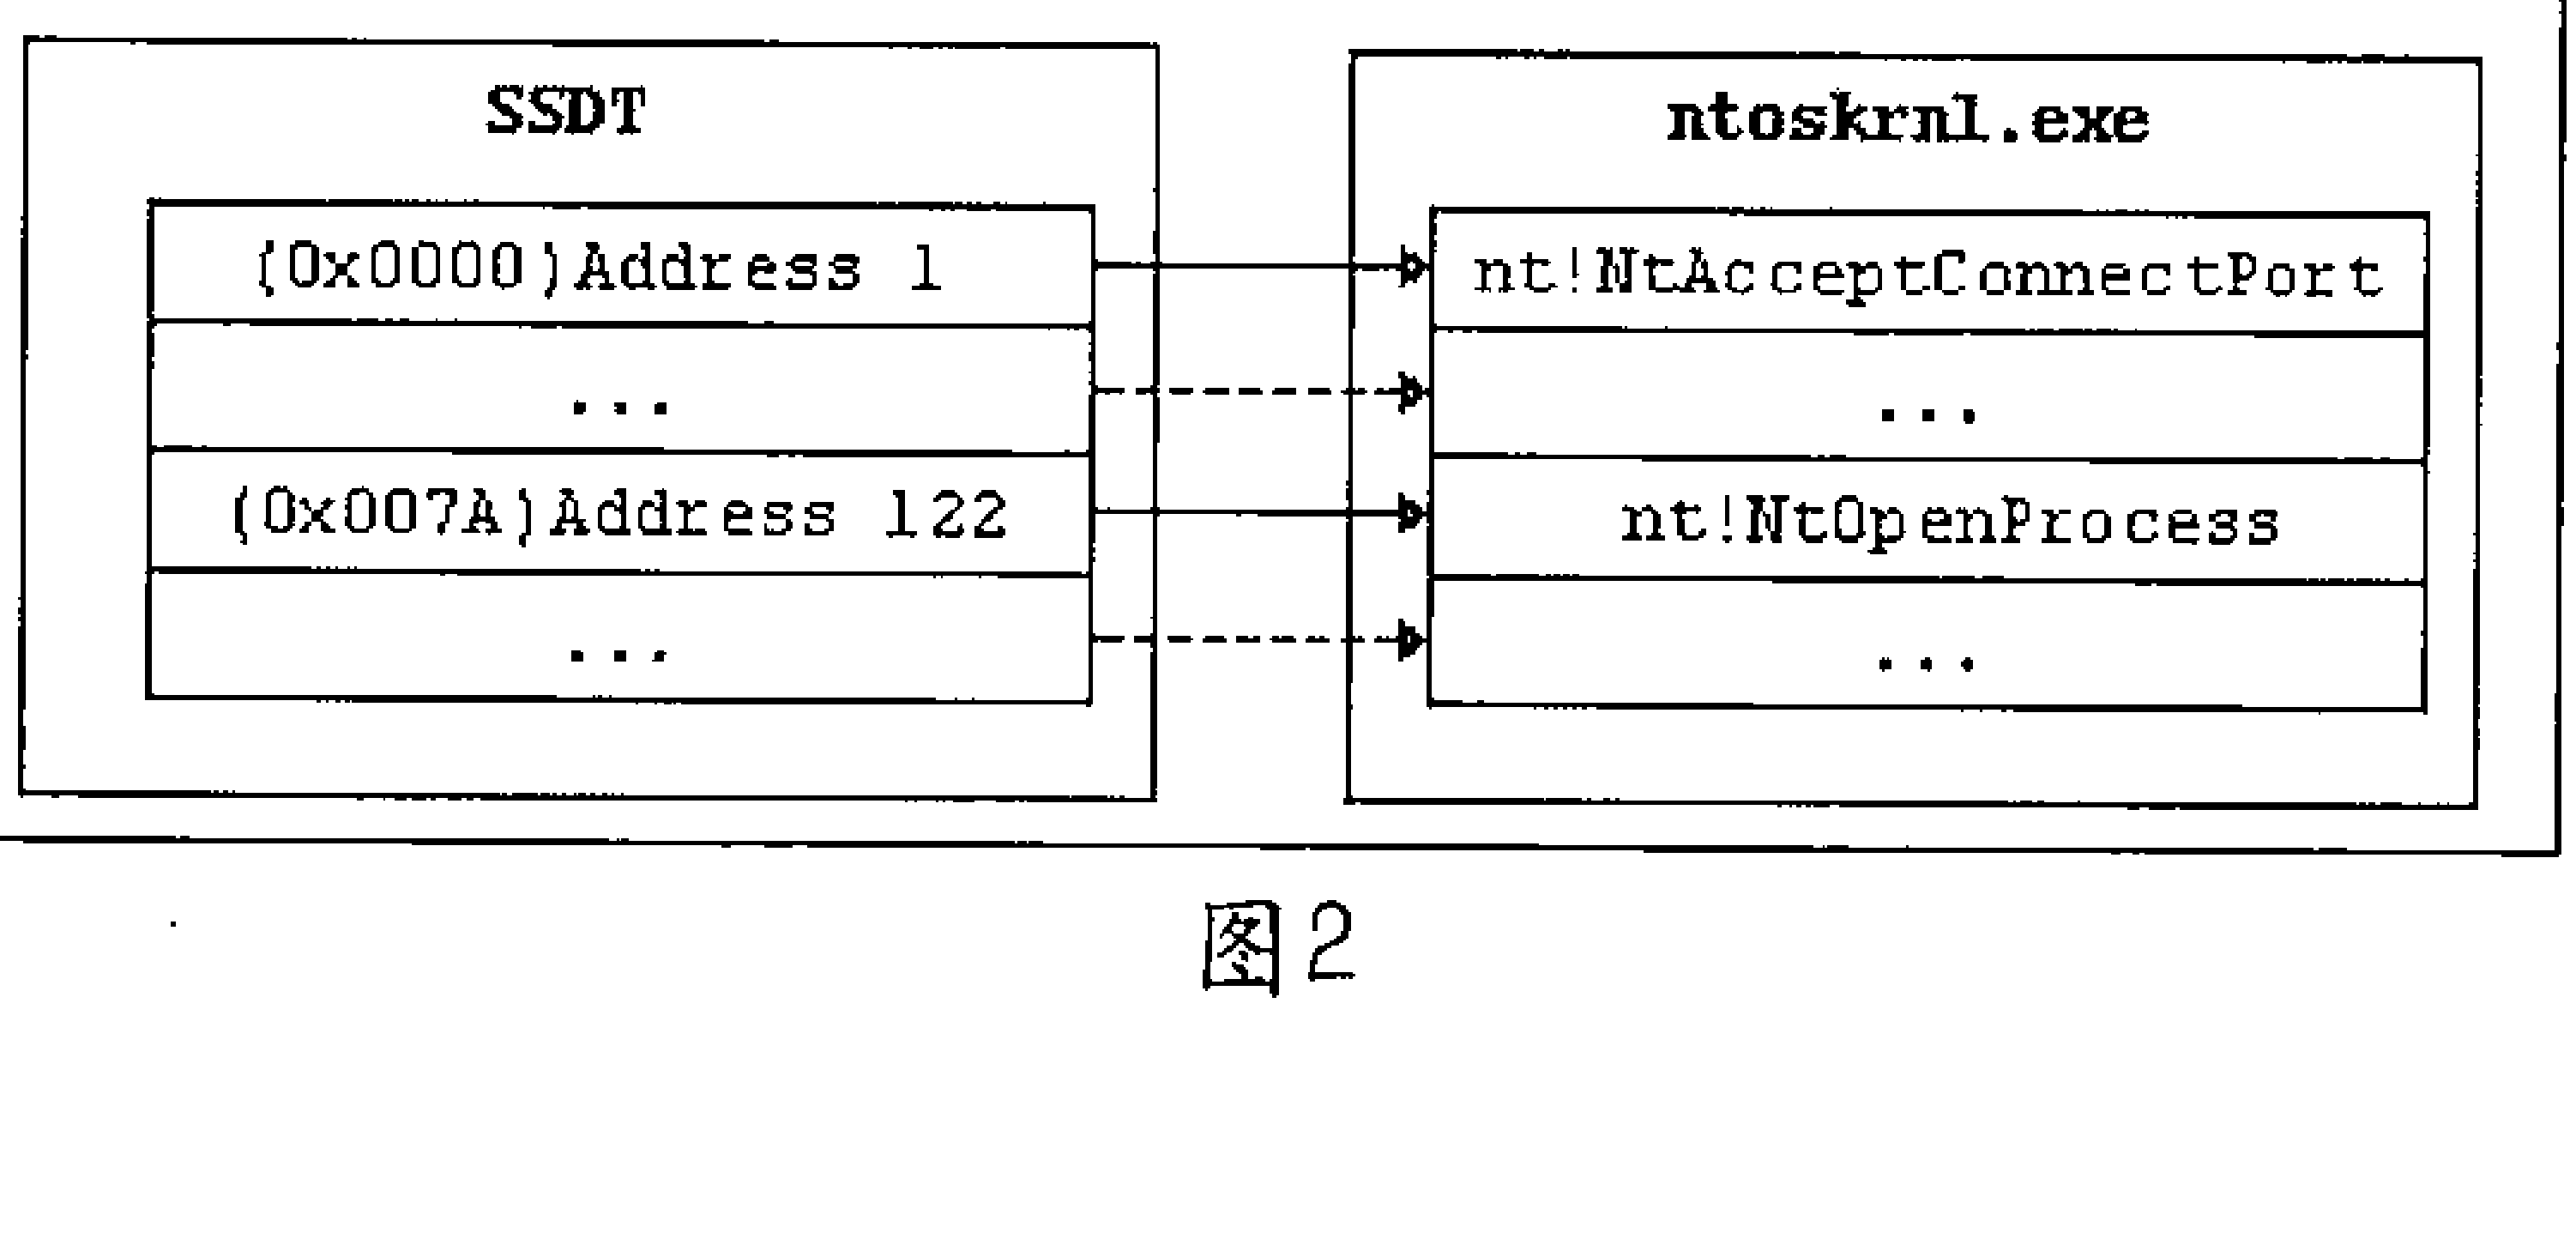 SSDT
ntoskrnl.exe
(0x0000)Address 1
nt!NtAcceptConnectPort
...
...
(0x007A)Address 122
nt!NtOpenProcess
...
...
图2